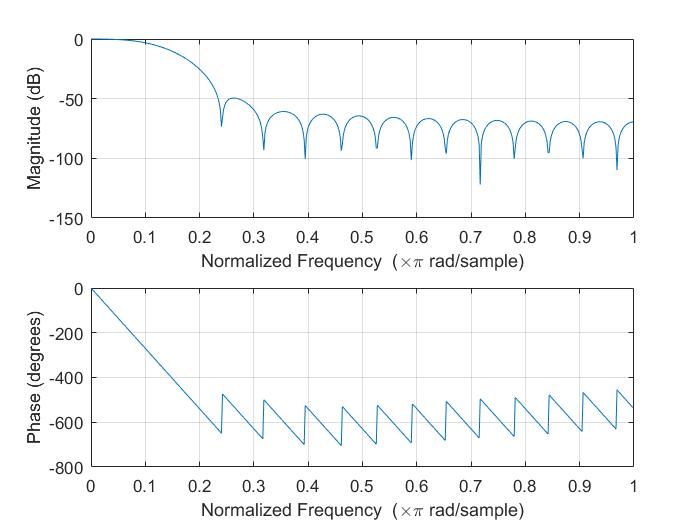 0
-50
-100
-150
Magnitude (dB)
0 0.1 0.2 0.3 0.4 0.5 0.6 0.7 0.8 0.9 1
Normalized Frequency (×π rad/sample)
0
-200
-400
-600
-800
Phase (degrees)
0 0.1 0.2 0.3 0.4 0.5 0.6 0.7 0.8 0.9 1
Normalized Frequency (×π rad/sample)